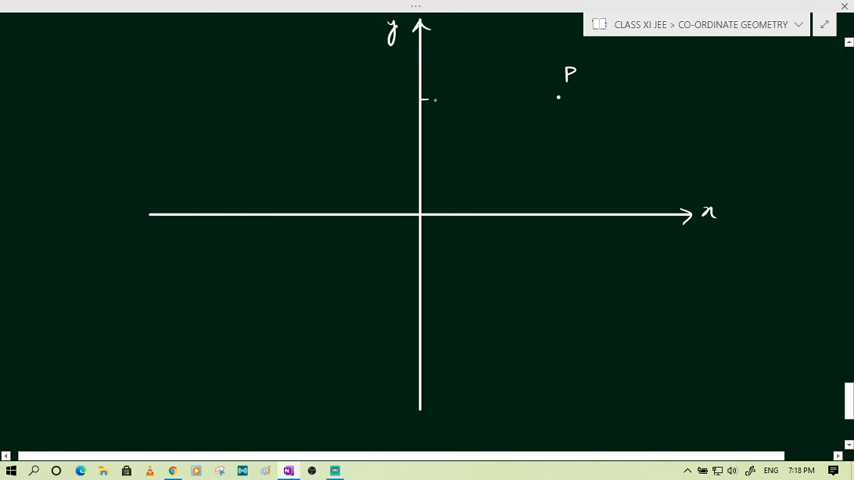 CLASS XI JEE > CO-ORDINATE GEOMETRY
y
P
x
ENG
7:18 PM